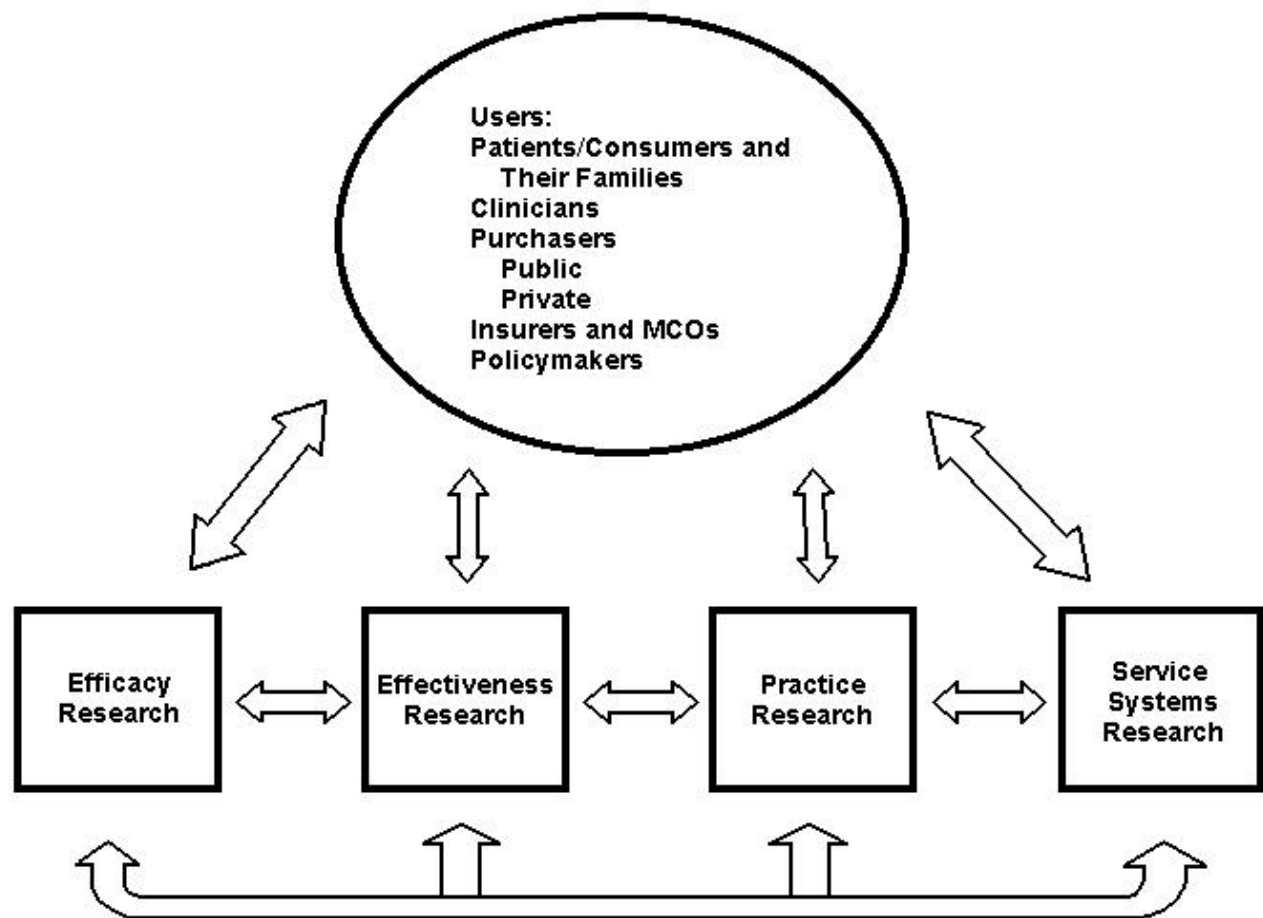 Users:
Patients/Consumers and
Their Families
Clinicians
Purchasers
Public
Private
Insurers and MCOs
Policymakers
Efficacy
Research
Effectiveness
Research
Practice
Research
Service
Systems
Research